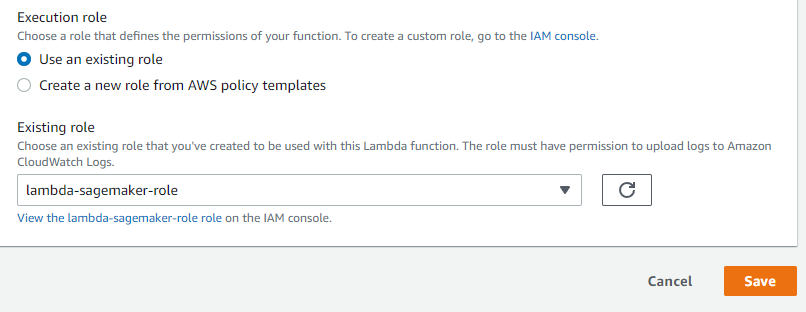 Execution role
Choose a role that defines the permissions of your function. To create a custom role, go to the IAM console.
Use an existing role
Create a new role from AWS policy templates
Existing role
Choose an existing role that you've created to be used with this Lambda function. The role must have permission to upload logs to Amazon
CloudWatch Logs.
lambda-sagemaker-role
View the lambda-sagemaker-role role on the IAM console.
Cancel
Save